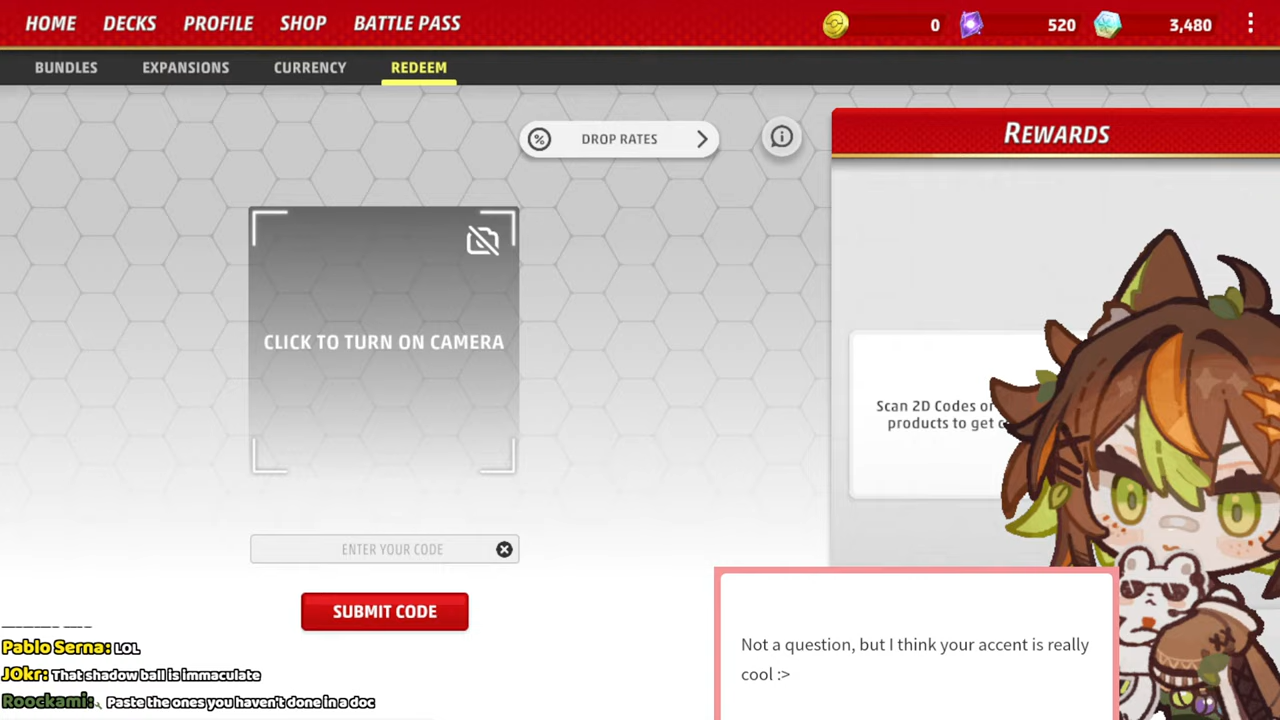 HOME DECKS PROFILE SHOP BATTLE PASS 0 520 3,480
BUNDLES EXPANSIONS CURRENCY REDEEM
DROP RATES
REWARDS
CLICK TO TURN ON CAMERA
Scan 2D Codes or
products to get
ENTER YOUR CODE
SUBMIT CODE
Pablo Serna: LOL
JOkr: That shadow ball is immaculate
Roockami: Paste the ones you haven't done in a doc
Not a question, but I think your accent is really
cool :>